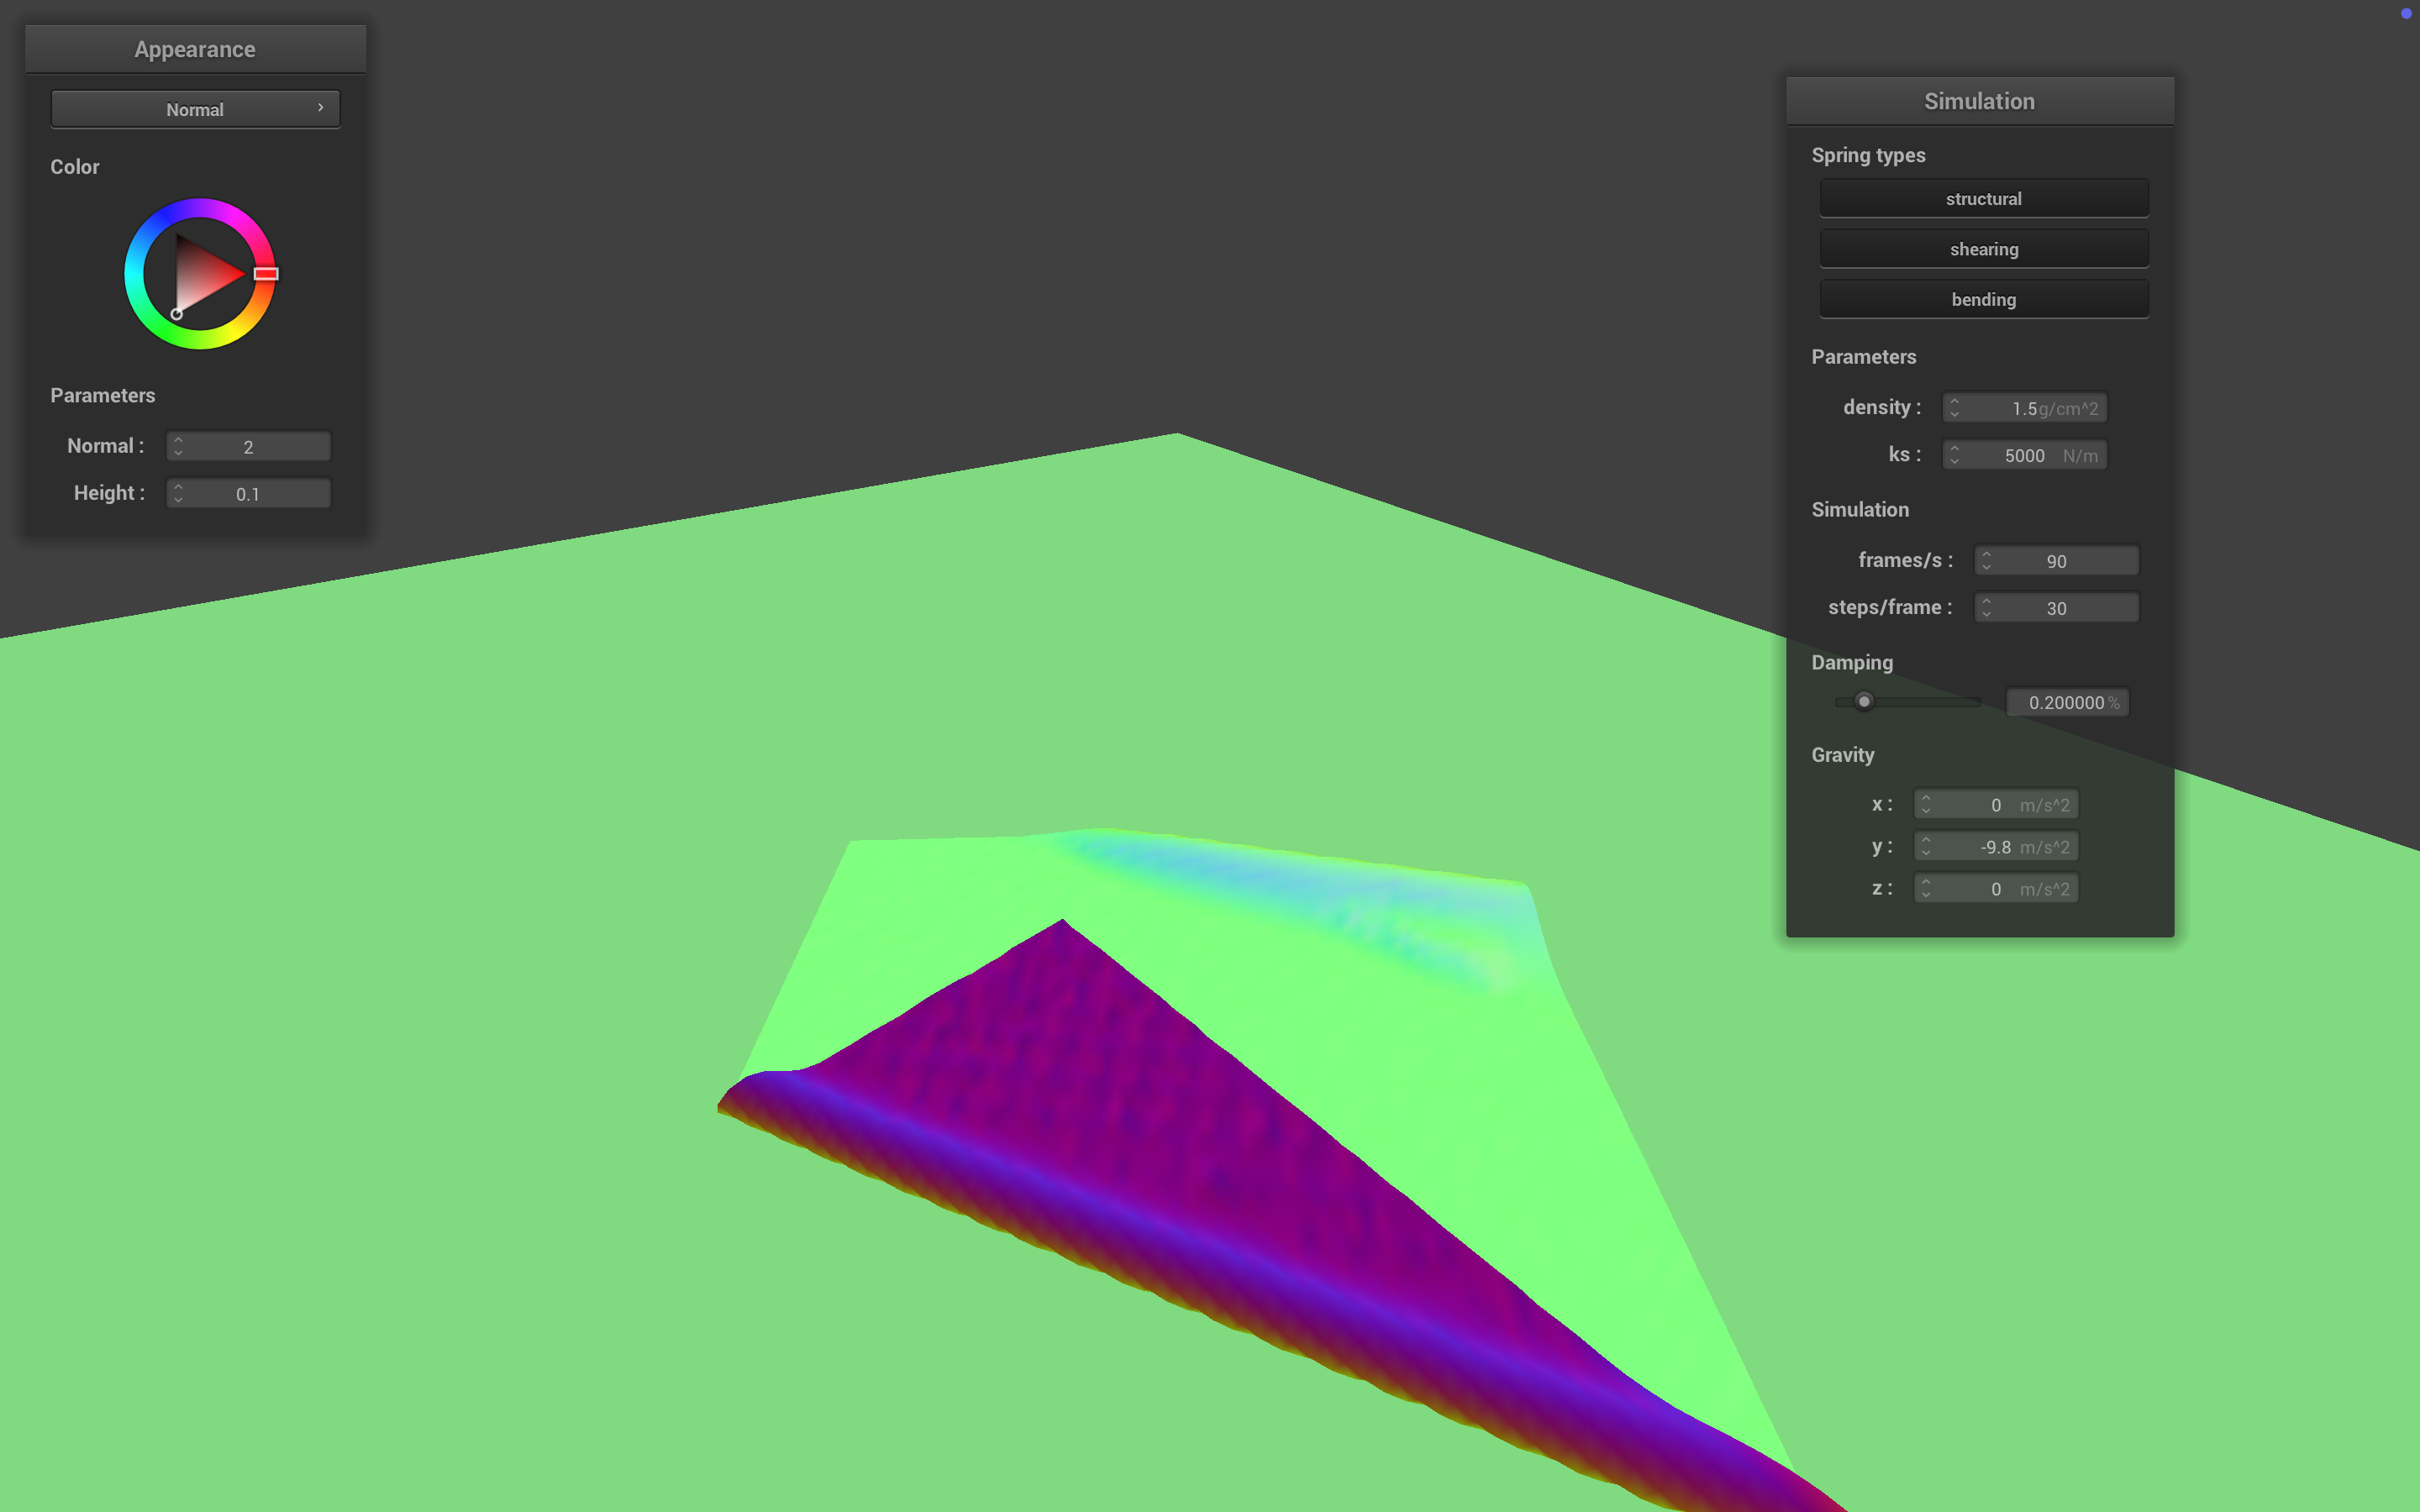 Appearance
Normal
Color
Parameters
Normal : 2
Height : 0.1
Simulation
Spring types
structural
shearing
bending
Parameters
density : 1.5 g/cm^2
ks : 5000 N/m
Simulation
frames/s : 90
steps/frame : 30
Damping
0.200000 %
Gravity
x : 0 m/s^2
y : -9.8 m/s^2
z : 0 m/s^2